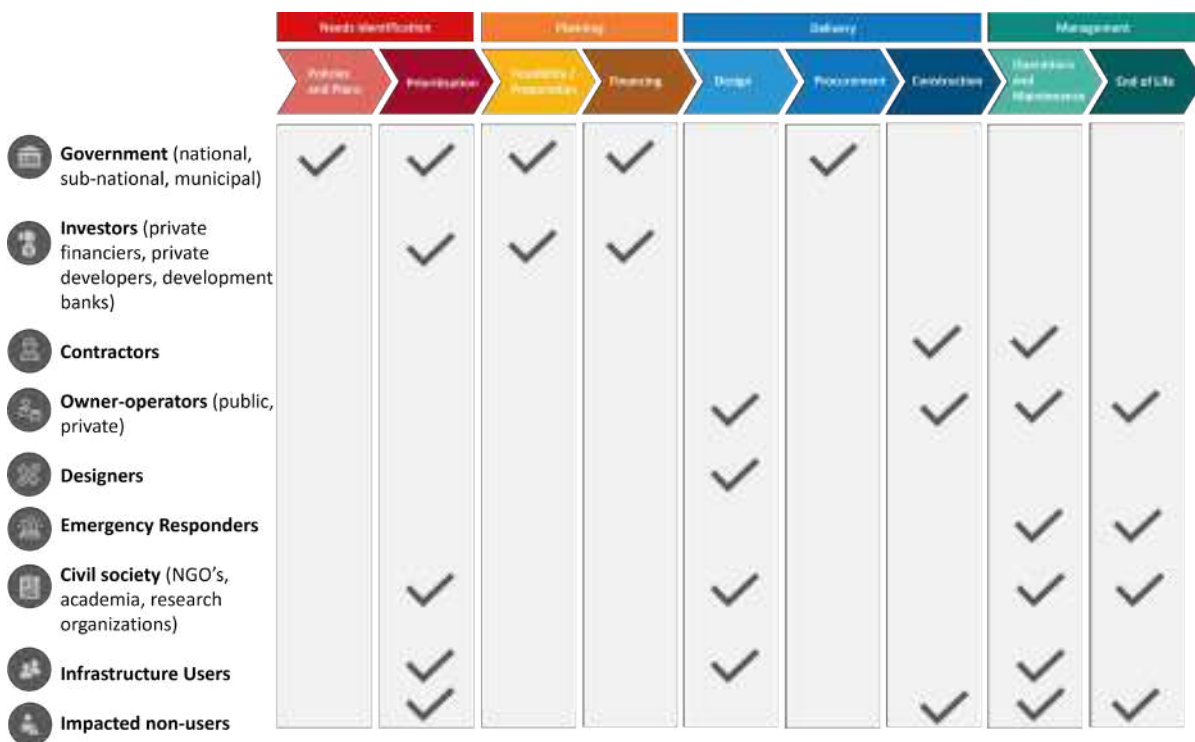 Needs Identification
Planning
Delivery
Management
Policies
and Plans
Prioritisation
Feasibility /
Preparation
Financing
Design
Procurement
Construction
Operations
and
Maintenance
End of Life
Government (national,
sub-national, municipal)
Investors (private
financiers, private
developers, development
banks)
Contractors
Owner-operators (public,
private)
Designers
Emergency Responders
Civil society (NGO's,
academia, research
organizations)
Infrastructure Users
Impacted non-users